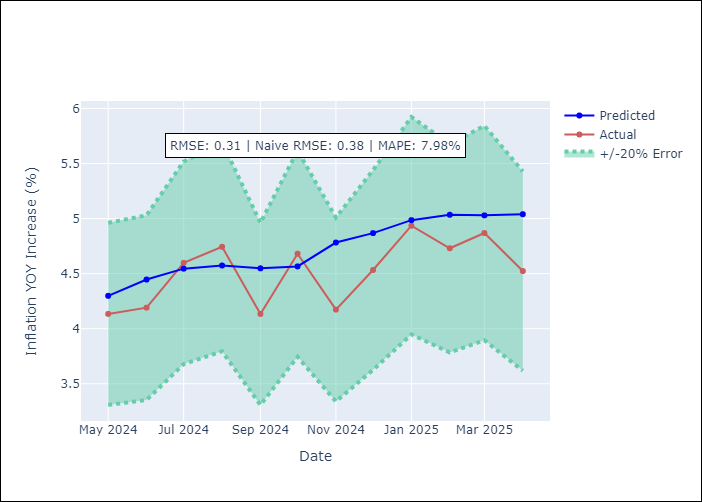 RMSE: 0.31 | Naive RMSE: 0.38 | MAPE: 7.98%
Predicted
Actual
+/-20% Error
Inflation YOY Increase (%)
6
5.5
5
4.5
4
3.5
May 2024
Jul 2024
Sep 2024
Nov 2024
Jan 2025
Mar 2025
Date